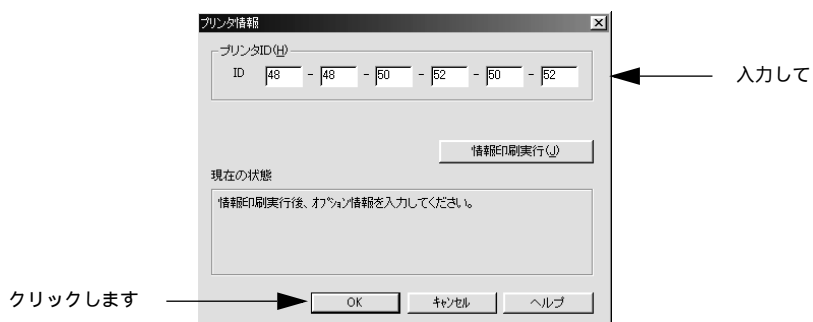 プリンタ情報
プリンタID(H)
ID 48 - 48 - 50 - 52 - 50 - 52
入力して
情報印刷実行(J)
現在の状態
情報印刷実行後、オプション情報を入力してください。
クリックします
OK キャンセル ヘルプ